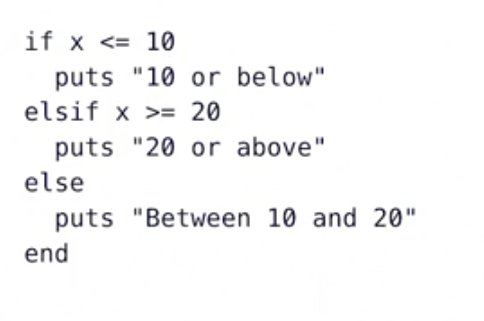 if x <= 10
  puts "10 or below"
elsif x >= 20
  puts "20 or above"
else
  puts "Between 10 and 20"
end